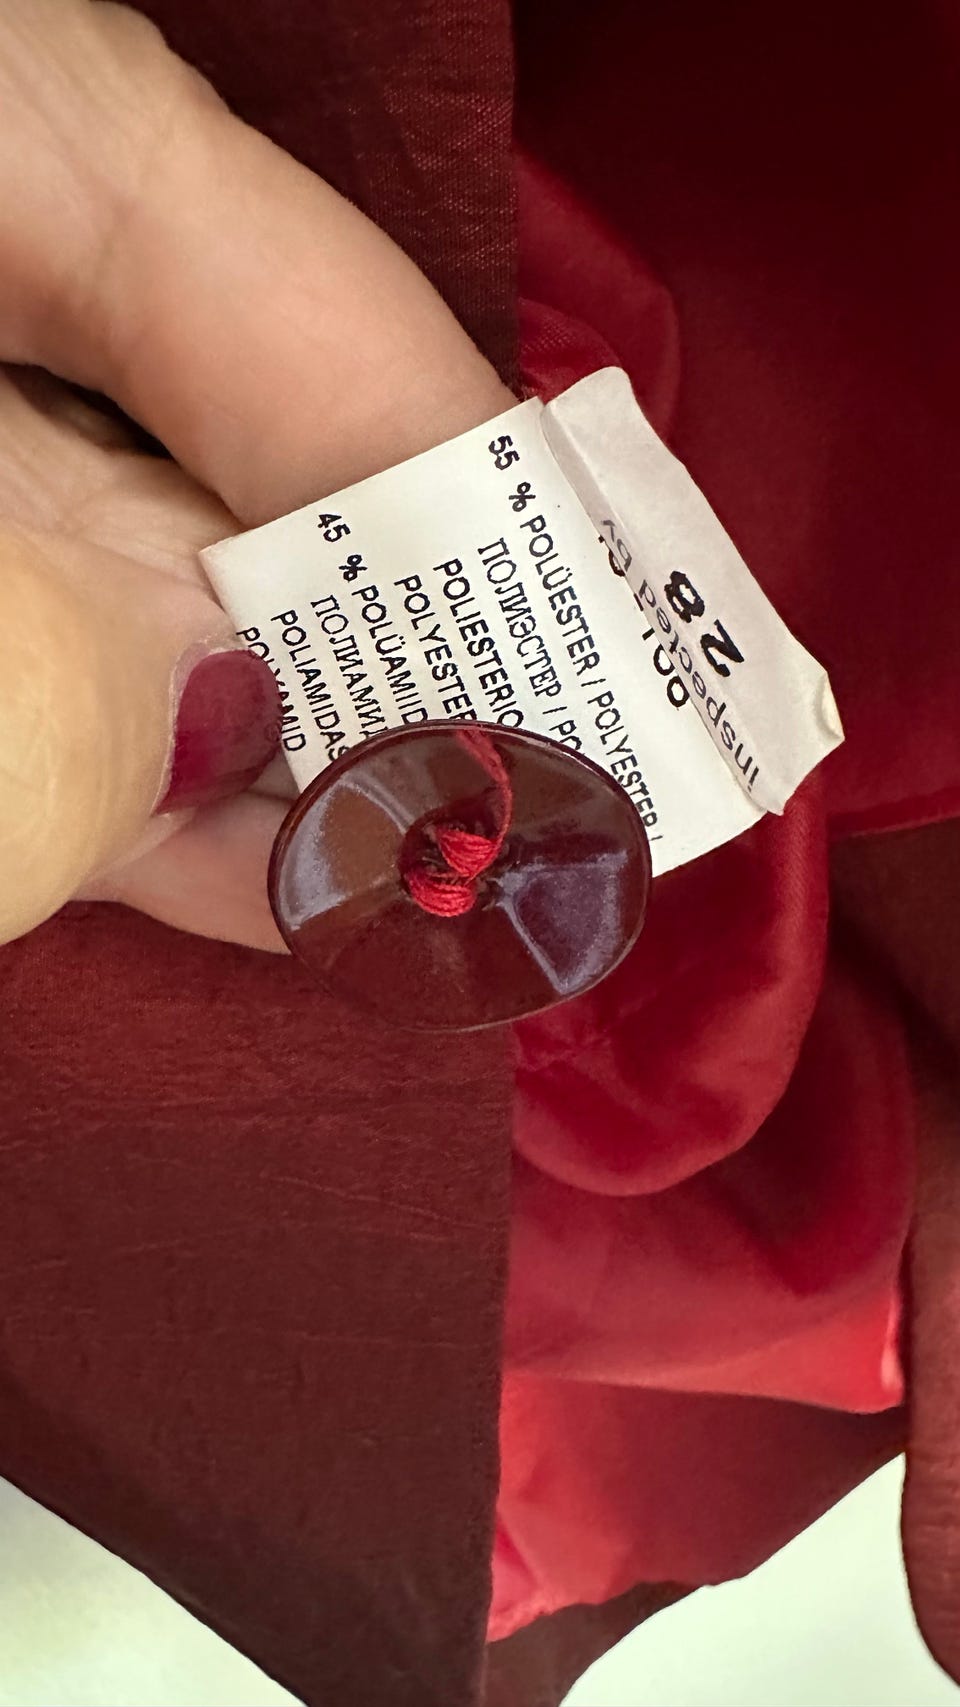 55 % POLÜESTER / POLYESTER /
ПОЛИЭСТЕР /
POLIESTERIO
POLYESTER
45 % POLÜAMIID
ПОЛИАМИД
POLIAMIDAS
POLYAMID
inspected by
28